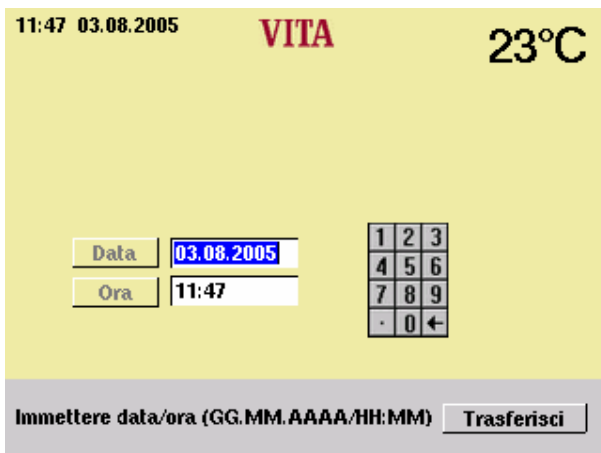 11:47 03.08.2005 VITA 23°C
Data 03.08.2005
Ora 11:47
1 2 3
4 5 6
7 8 9
· 0 ←
Immettere data/ora (GG.MM.AAAA/HH:MM) Trasferisci